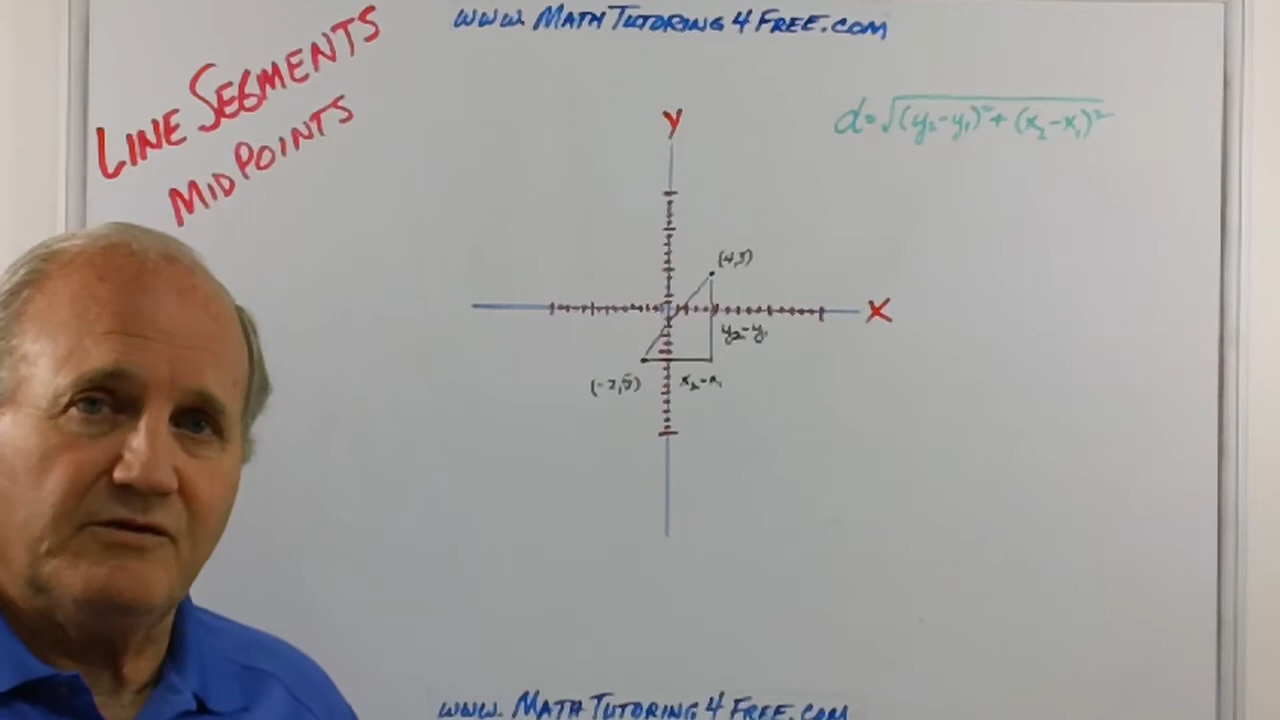 www.MathTutoring4Free.com
Line Segments
MidPoints
d=√(y₂-y₁)²+(x₂-x₁)²
Y
(4,5)
X
y₂-y₁
(-2,5)
x₂-x₁
www.MathTutoring4Free.com